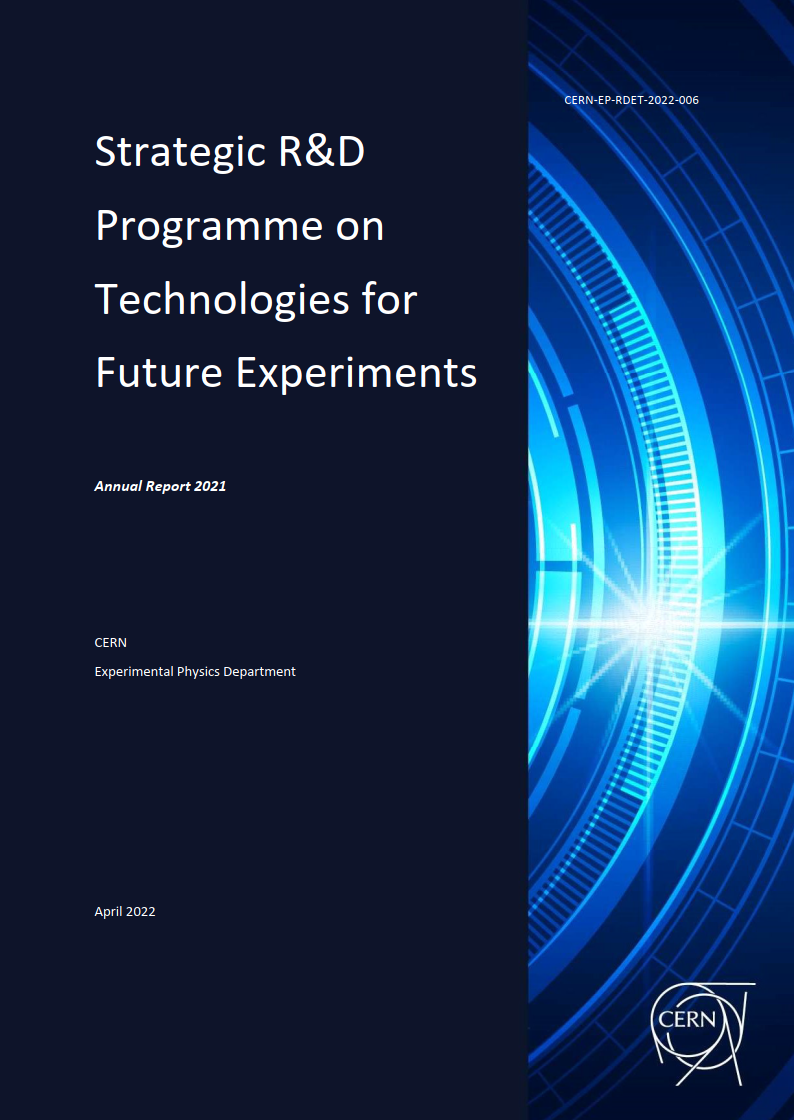 CERN-EP-RDET-2022-006
Strategic R&D
Programme on
Technologies for
Future Experiments
Annual Report 2021
CERN
Experimental Physics Department
April 2022
CERN